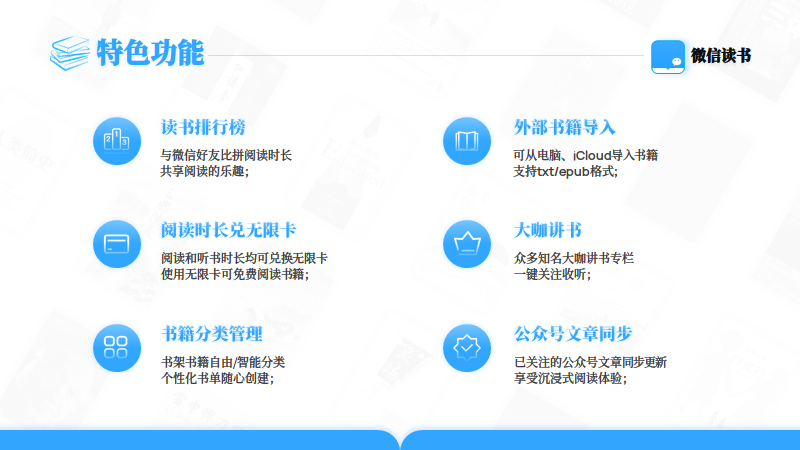 特色功能
微信读书
读书排行榜
与微信好友比拼阅读时长
共享阅读的乐趣；
外部书籍导入
可从电脑、iCloud导入书籍
支持txt/epub格式；
阅读时长兑无限卡
阅读和听书时长均可兑换无限卡
使用无限卡可免费阅读书籍；
大咖讲书
众多知名大咖讲书专栏
一键关注收听；
书籍分类管理
书架书籍自由/智能分类
个性化书单随心创建；
公众号文章同步
已关注的公众号文章同步更新
享受沉浸式阅读体验；